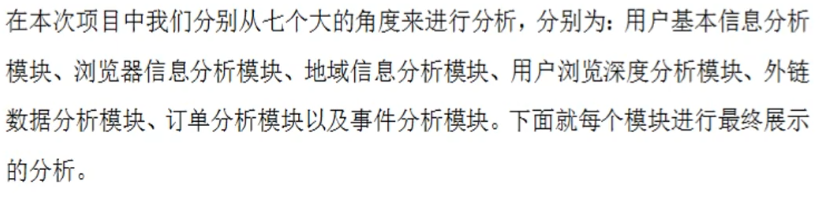 在本次项目中我们分别从七个大的角度来进行分析，分别为：用户基本信息分析
模块、浏览器信息分析模块、地域信息分析模块、用户浏览深度分析模块、外链
数据分析模块、订单分析模块以及事件分析模块。下面就每个模块进行最终展示
的分析。